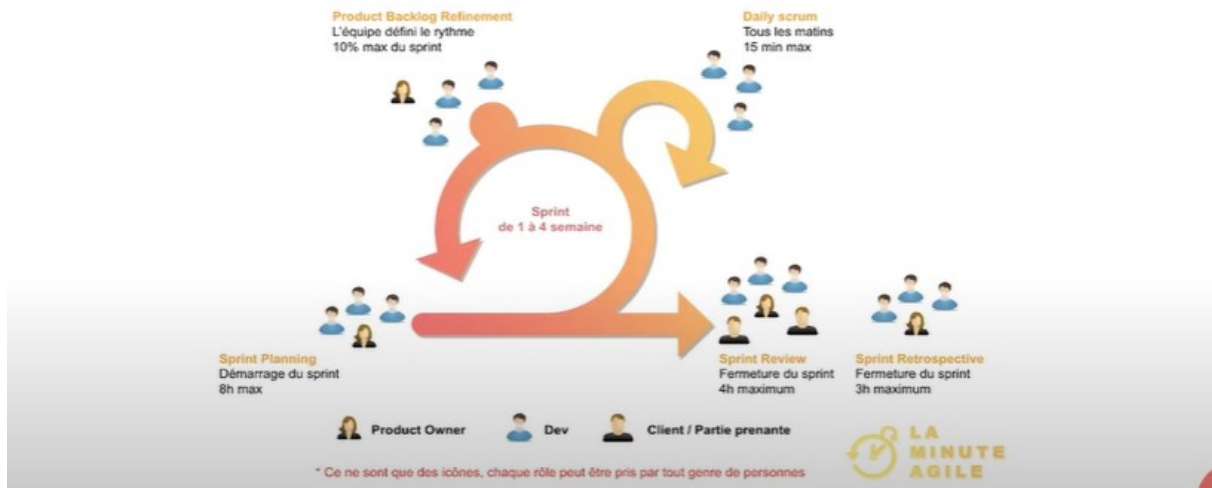 Product Backlog Refinement
L'équipe défini le rythme
10% max du sprint
Daily scrum
Tous les matins
15 min max
Sprint
de 1 à 4 semaine
Sprint Planning
Démarrage du sprint
8h max
Sprint Review
Fermeture du sprint
4h maximum
Sprint Retrospective
Fermeture du sprint
3h maximum
Product Owner
Dev
Client / Partie prenante
* Ce ne sont que des icônes, chaque rôle peut être pris par tout genre de personnes
LA
MINUTE
AGILE